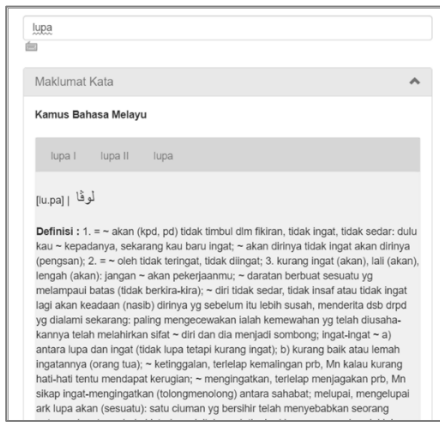 lupa
Maklumat Kata
Kamus Bahasa Melayu
lupa I lupa II lupa
[lu.pa] | لوڤا
Definisi : 1. = ~ akan (kpd, pd) tidak timbul dlm fikiran, tidak ingat, tidak sedar: dulu
kau ~ kepadanya, sekarang kau baru ingat; ~ akan dirinya tidak ingat akan dirinya
(pengsan); 2. = ~ oleh tidak teringat, tidak diingat; 3. kurang ingat (akan), lali (akan),
lengah (akan): jangan ~ akan pekerjaanmu; ~ daratan berbuat sesuatu yg
melampaui batas (tidak berkira-kira); ~ diri tidak sedar, tidak insaf atau tidak ingat
lagi akan keadaan (nasib) dirinya yg sebelum itu lebih susah, menderita dsb drpd
yg dialami sekarang: paling mengecewakan ialah kemewahan yg telah diusaha-
kannya telah melahirkan sifat ~ diri dan dia menjadi sombong; ingat-ingat ~ a)
antara lupa dan ingat (tidak lupa tetapi kurang ingat); b) kurang baik atau lemah
ingatannya (orang tua); ~ ketinggalan, terlelap kemalingan prb, Mn kalau kurang
hati-hati tentu mendapat kerugian; ~ mengingatkan, terlelap menjagakan prb, Mn
sikap ingat-mengingatkan (tolongmenolong) antara sahabat; melupai, mengelupai
ark lupa akan (sesuatu): satu ciuman yg bersihir telah menyebabkan seorang